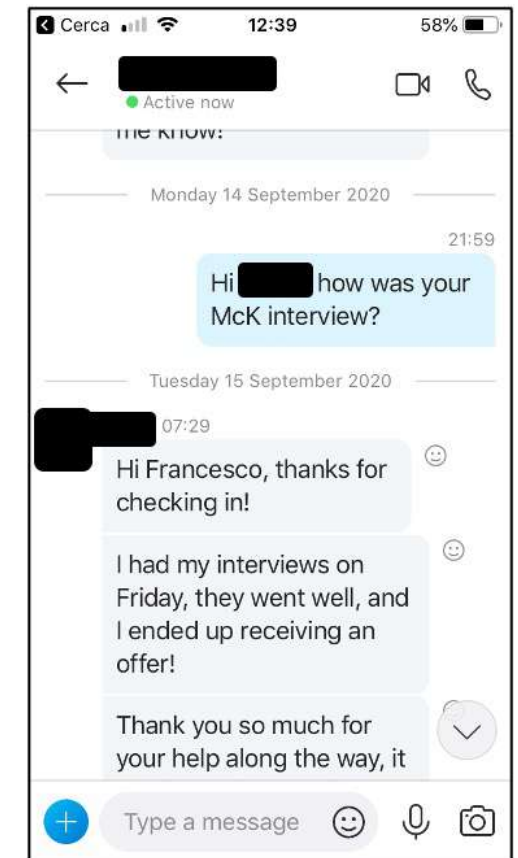 Cerca 12:39 58%
Active now
me know!
Monday 14 September 2020
21:59
Hi how was your
McK interview?
Tuesday 15 September 2020
07:29
Hi Francesco, thanks for
checking in!
I had my interviews on
Friday, they went well, and
I ended up receiving an
offer!
Thank you so much for
your help along the way, it
Type a message